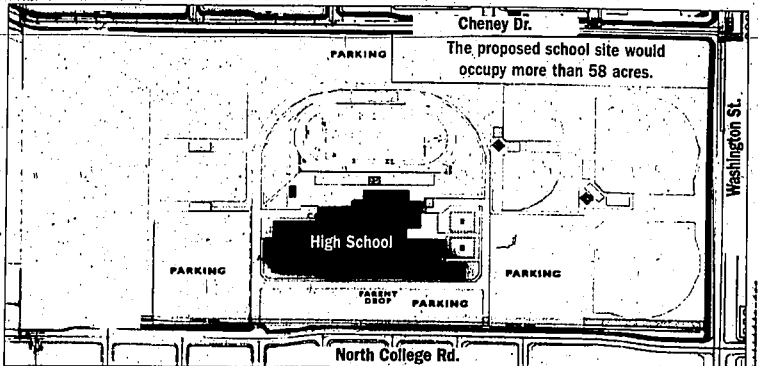 Cheney Dr.
PARKING
The proposed school site would
occupy more than 58 acres.
Washington St.
High School
PARKING
PARKING
PARENT
DROP
PARKING
North College Rd.